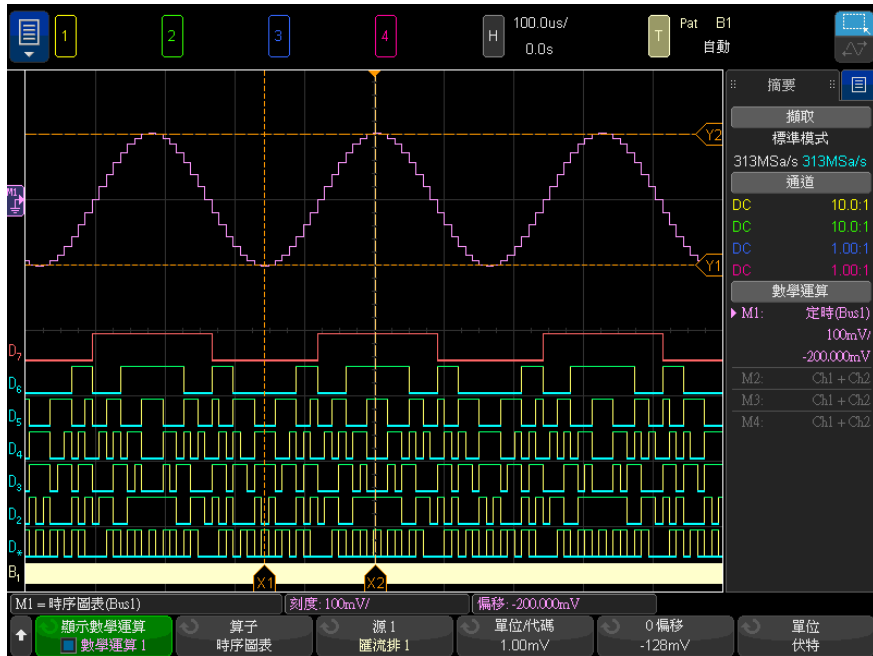 1 2 3 4 H 100.0us/ T Pat B1
0.0s 自動
摘要
擷取
標準模式
313MSa/s 313MSa/s
通道
DC 10.0:1
DC 10.0:1
DC 1.00:1
DC 1.00:1
數學運算
M1: 定時(Bus1)
100mV/
-200.000mV
M2: Ch1 + Ch2
M3: Ch1 + Ch2
M4: Ch1 + Ch2
Y2
M1
Y1
D7
D6
D5
D4
D3
D2
D*
B1
X1 X2
M1 = 時序圖表(Bus1) 刻度: 100mV/ 偏移: -200.000mV
顯示數學運算 算子 源 1 單位/代碼 0 偏移 單位
數學運算 1 時序圖表 匯流排 1 1.00mV -128mV 伏特